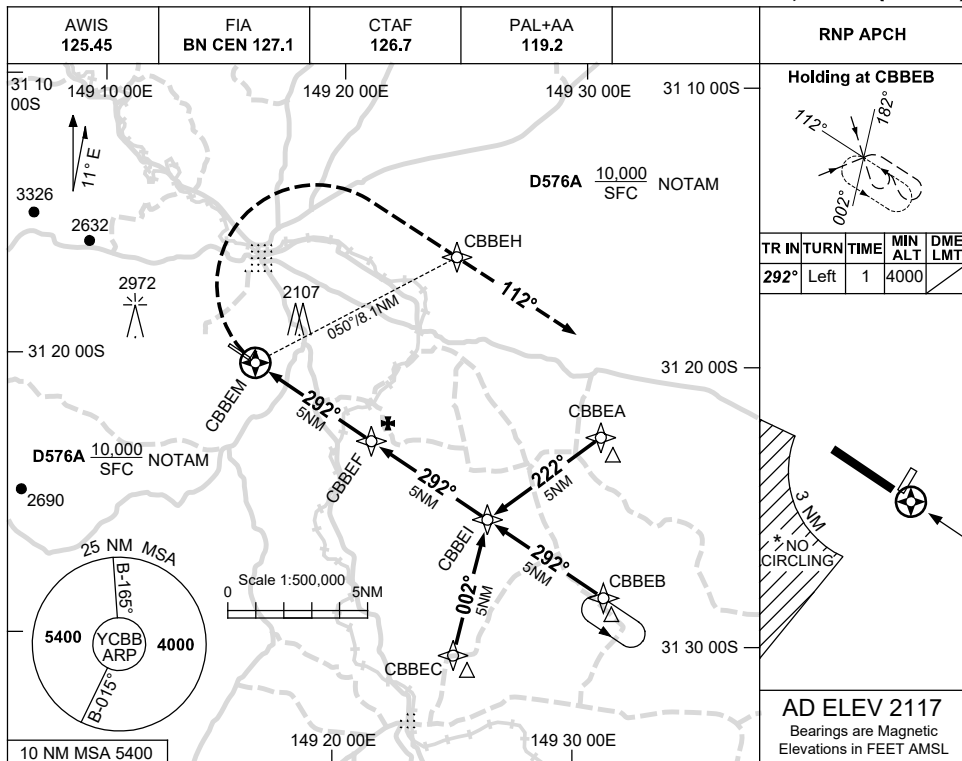 AWIS
125.45
FIA
BN CEN 127.1
CTAF
126.7
PAL+AA
119.2
RNP APCH
31 10
00S
149 10 00E
149 20 00E
149 30 00E
31 10 00S
Holding at CBBEB
112°
182°
002°
TR IN TURN TIME MIN ALT DME LMT
292° Left 1 4000
11° E
D576A 10,000 SFC NOTAM
3326
2632
CBBEH
2972
2107
050°/8.1NM
112°
31 20 00S
31 20 00S
CBBEM
292°
5NM
CBBEA
D576A 10,000 SFC NOTAM
CBBEF
222°
5NM
2690
292°
5NM
3 NM
* NO
CIRCLING
CBBEI
25 NM MSA
B-165°
Scale 1:500,000
0 5NM
002°
5NM
292°
5NM
CBBEB
5400
YCBB
ARP
4000
B-015°
CBBEC
31 30 00S
149 20 00E
149 30 00E
10 NM MSA 5400
AD ELEV 2117
Bearings are Magnetic
Elevations in FEET AMSL